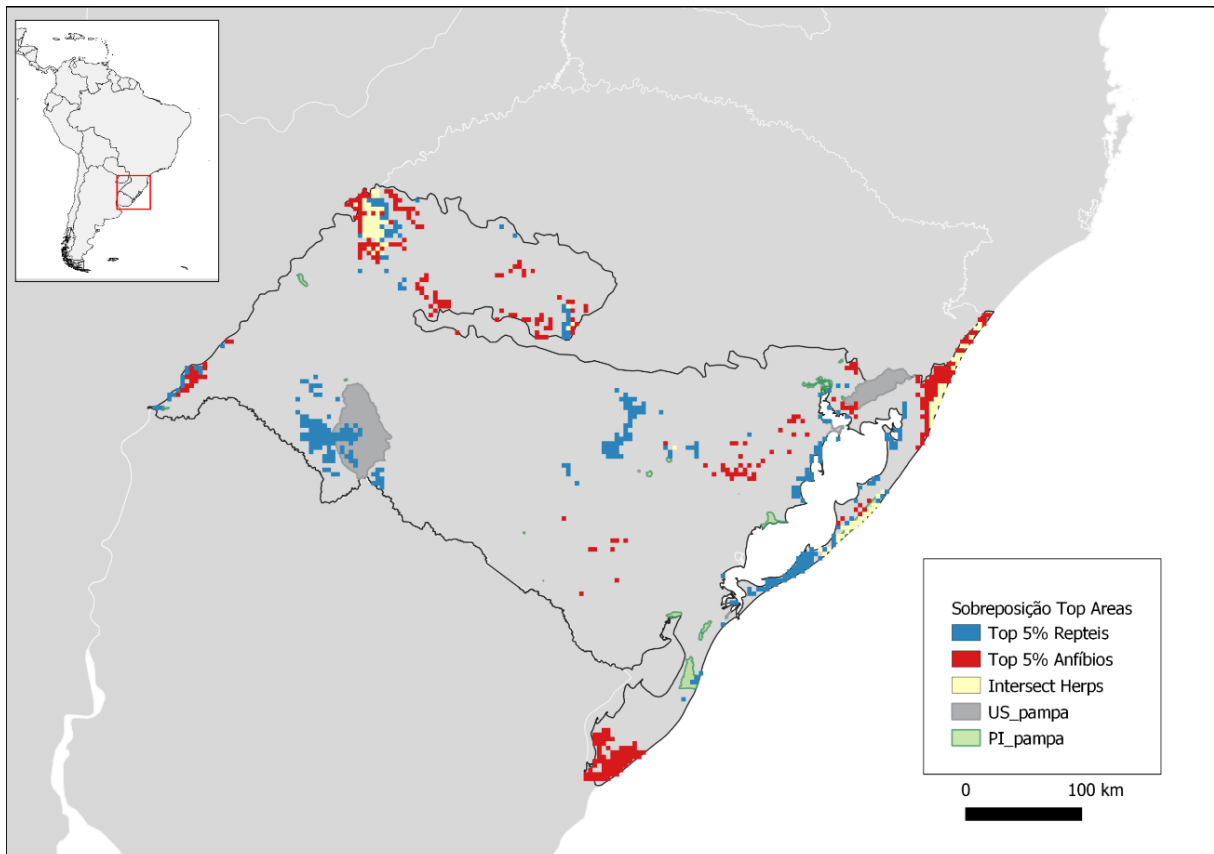 Sobreposição Top Areas
Top 5% Repteis
Top 5% Anfíbios
Intersect Herps
US_pampa
PI_pampa
0 100 km